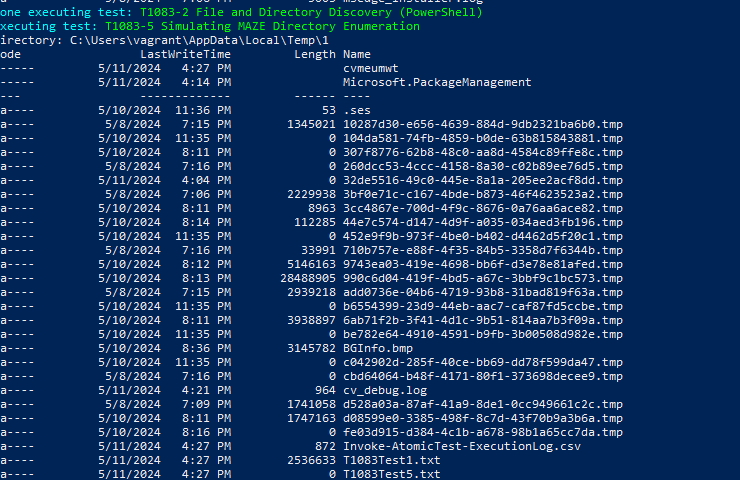 one executing test: T1083-2 File and Directory Discovery (PowerShell)
xecuting test: T1083-5 Simulating MAZE Directory Enumeration
irectory: C:\Users\vagrant\AppData\Local\Temp\1
ode LastWriteTime Length Name
----- 5/11/2024 4:27 PM cvmeumwt
----- 5/11/2024 4:14 PM Microsoft.PackageManagement
--- ------------- ------ ----
a---- 5/10/2024 11:36 PM 53 .ses
a---- 5/8/2024 7:15 PM 1345021 10287d30-e656-4639-884d-9db2321ba6b0.tmp
a---- 5/10/2024 11:35 PM 0 104da581-74fb-4859-b0de-63b815843881.tmp
a---- 5/10/2024 8:11 PM 0 307f8776-62b8-48c0-aa8d-4584c89ffe8c.tmp
a---- 5/8/2024 7:16 PM 0 260dcc53-4ccc-4158-8a30-c02b89ee76d5.tmp
a---- 5/11/2024 4:04 PM 0 32de5516-49c0-445e-8a1a-205ee2acf8dd.tmp
a---- 5/8/2024 7:06 PM 2229938 3bf0e71c-c167-4bde-b873-46f4623523a2.tmp
a---- 5/10/2024 8:11 PM 8963 3cc4867e-700d-4f9c-8676-0a76aa6ace82.tmp
a---- 5/10/2024 8:14 PM 112285 44e7c574-d147-4d9f-a035-034aed3fb196.tmp
a---- 5/10/2024 11:35 PM 0 452e9f9b-973f-4be0-b402-d4462d5f20c1.tmp
a---- 5/8/2024 7:16 PM 33991 710b757e-e88f-4f35-84b5-3358d7f6344b.tmp
a---- 5/10/2024 8:12 PM 5146163 9743ea03-419e-4698-bb6f-d3e78e81afed.tmp
a---- 5/10/2024 8:13 PM 28488905 990c6d04-419f-4bd5-a67c-3bbf9c1bc573.tmp
a---- 5/8/2024 7:15 PM 2939218 add0736e-04b6-4719-93b8-31bad819f63a.tmp
a---- 5/10/2024 11:35 PM 0 b6554399-23d9-44eb-aac7-caf87fd5ccbe.tmp
a---- 5/10/2024 8:11 PM 3938897 6ab71f2b-3f41-4d1c-9b51-814aa7b3f09a.tmp
a---- 5/10/2024 11:35 PM 0 be782e64-4910-4591-b9fb-3b00508d982e.tmp
a---- 5/10/2024 8:36 PM 3145782 BGInfo.bmp
a---- 5/10/2024 11:35 PM 0 c042902d-285f-40ce-bb69-dd78f599da47.tmp
a---- 5/8/2024 7:16 PM 0 cbd64064-b48f-4171-80f1-373698decee9.tmp
a---- 5/11/2024 4:21 PM 964 cv_debug.log
a---- 5/8/2024 7:09 PM 1741058 d528a03a-87af-41a9-8de1-0cc949661c2c.tmp
a---- 5/10/2024 8:11 PM 1747163 d08599e0-3385-498f-8c7d-43f70b9a3b6a.tmp
a---- 5/10/2024 8:16 PM 0 fe03d915-d384-4c1b-a678-98b1a65cc7da.tmp
a---- 5/11/2024 4:27 PM 872 Invoke-AtomicTest-ExecutionLog.csv
a---- 5/11/2024 4:27 PM 2536633 T1083Test1.txt
a---- 5/11/2024 4:27 PM 0 T1083Test5.txt